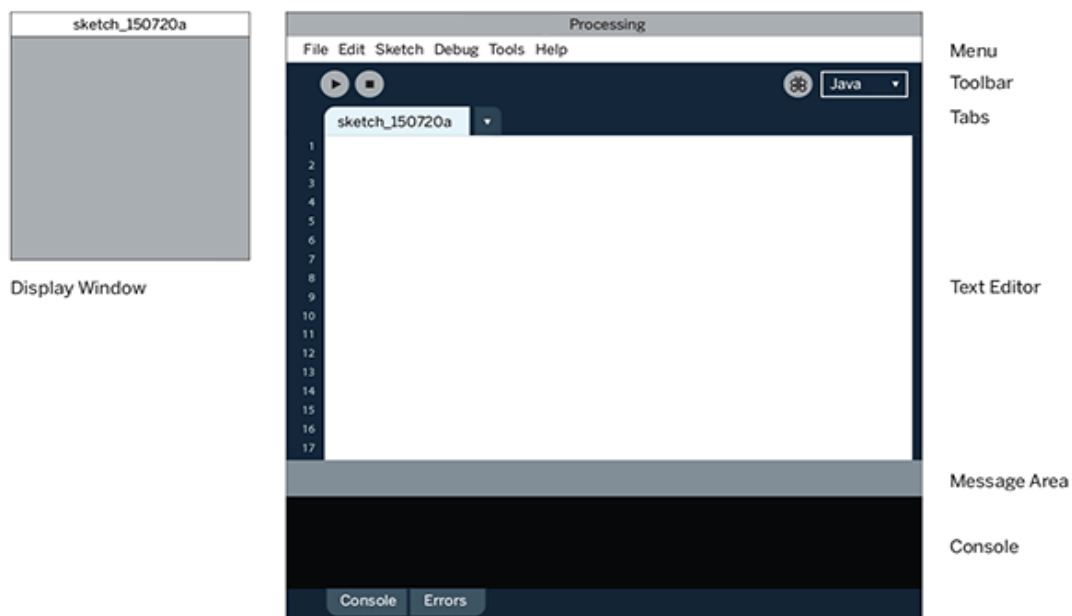 sketch_150720a
Display Window
Processing
File Edit Sketch Debug Tools Help
Java
sketch_150720a
1
2
3
4
5
6
7
8
9
10
11
12
13
14
15
16
17
Console Errors
Menu
Toolbar
Tabs
Text Editor
Message Area
Console